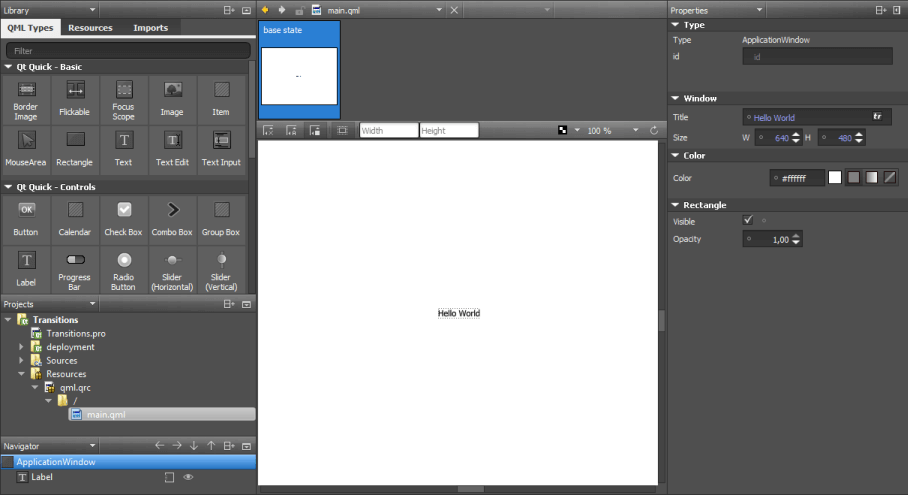 Library
QML Types Resources Imports
Filter
Qt Quick - Basic
Border Image
Flickable
Focus Scope
Image
Item
MouseArea
Rectangle
Text
Text Edit
Text Input
Qt Quick - Controls
OK
Button
Calendar
Check Box
Combo Box
Group Box
Label
Progress Bar
Radio Button
Slider (Horizontal)
Slider (Vertical)
Projects
Transitions
Transitions.pro
deployment
Sources
Resources
qml.qrc
/
main.qml
Navigator
ApplicationWindow
Label
main.qml
base state
Width Height 100 %
Hello World
Properties
Type
Type ApplicationWindow
id id
Window
Title Hello World tr
Size W 640 H 480
Color
Color #ffffff
Rectangle
Visible
Opacity 1,00